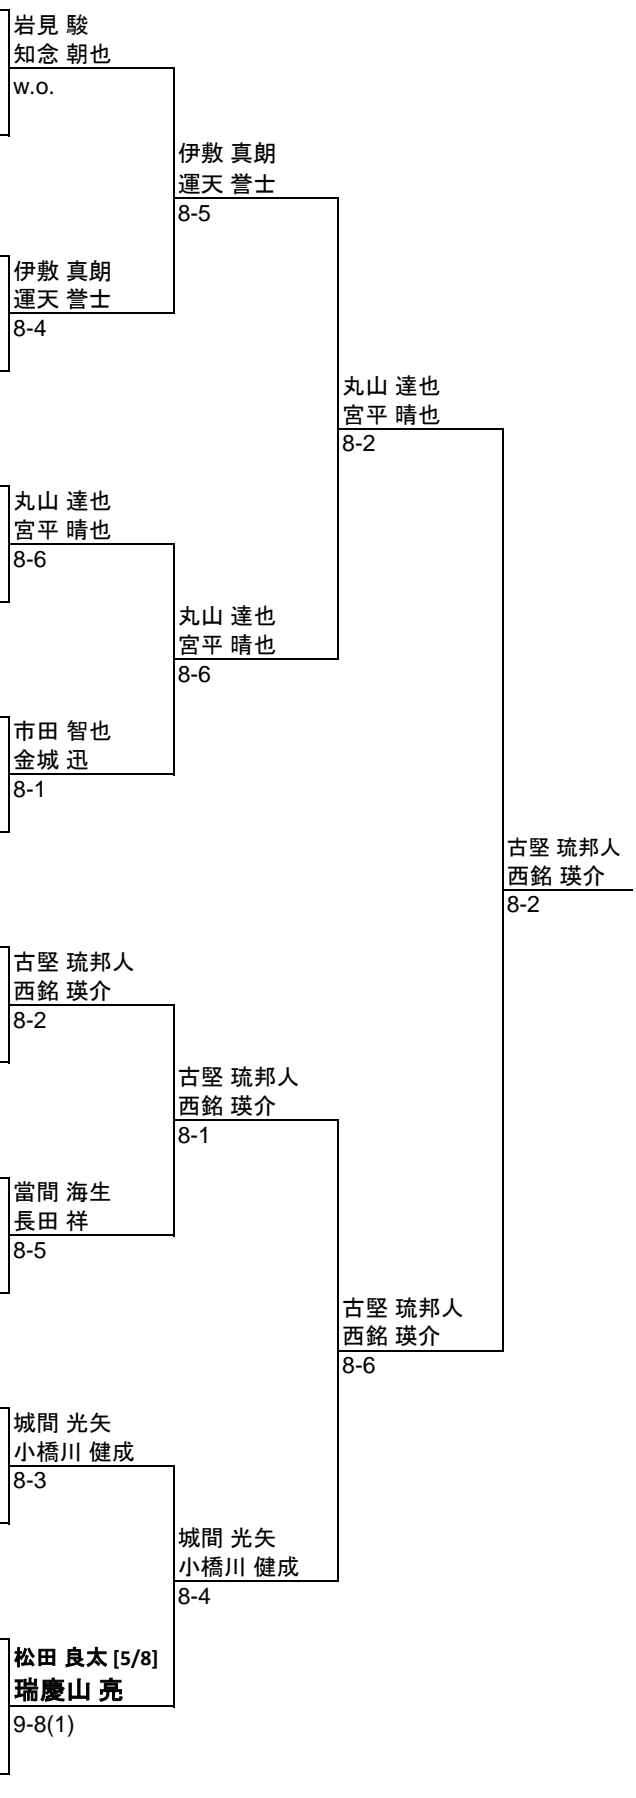 岩見 駿
知念 朝也
w.o.
伊敷 真朗
運天 誉士
8-5
伊敷 真朗
運天 誉士
8-4
丸山 達也
宮平 晴也
8-2
丸山 達也
宮平 晴也
8-6
丸山 達也
宮平 晴也
8-6
市田 智也
金城 迅
8-1
古堅 琉邦人
西銘 瑛介
8-2
古堅 琉邦人
西銘 瑛介
8-2
古堅 琉邦人
西銘 瑛介
8-1
當間 海生
長田 祥
8-5
古堅 琉邦人
西銘 瑛介
8-6
城間 光矢
小橋川 健成
8-3
城間 光矢
小橋川 健成
8-4
松田 良太 [5/8]
瑞慶山 亮
9-8(1)